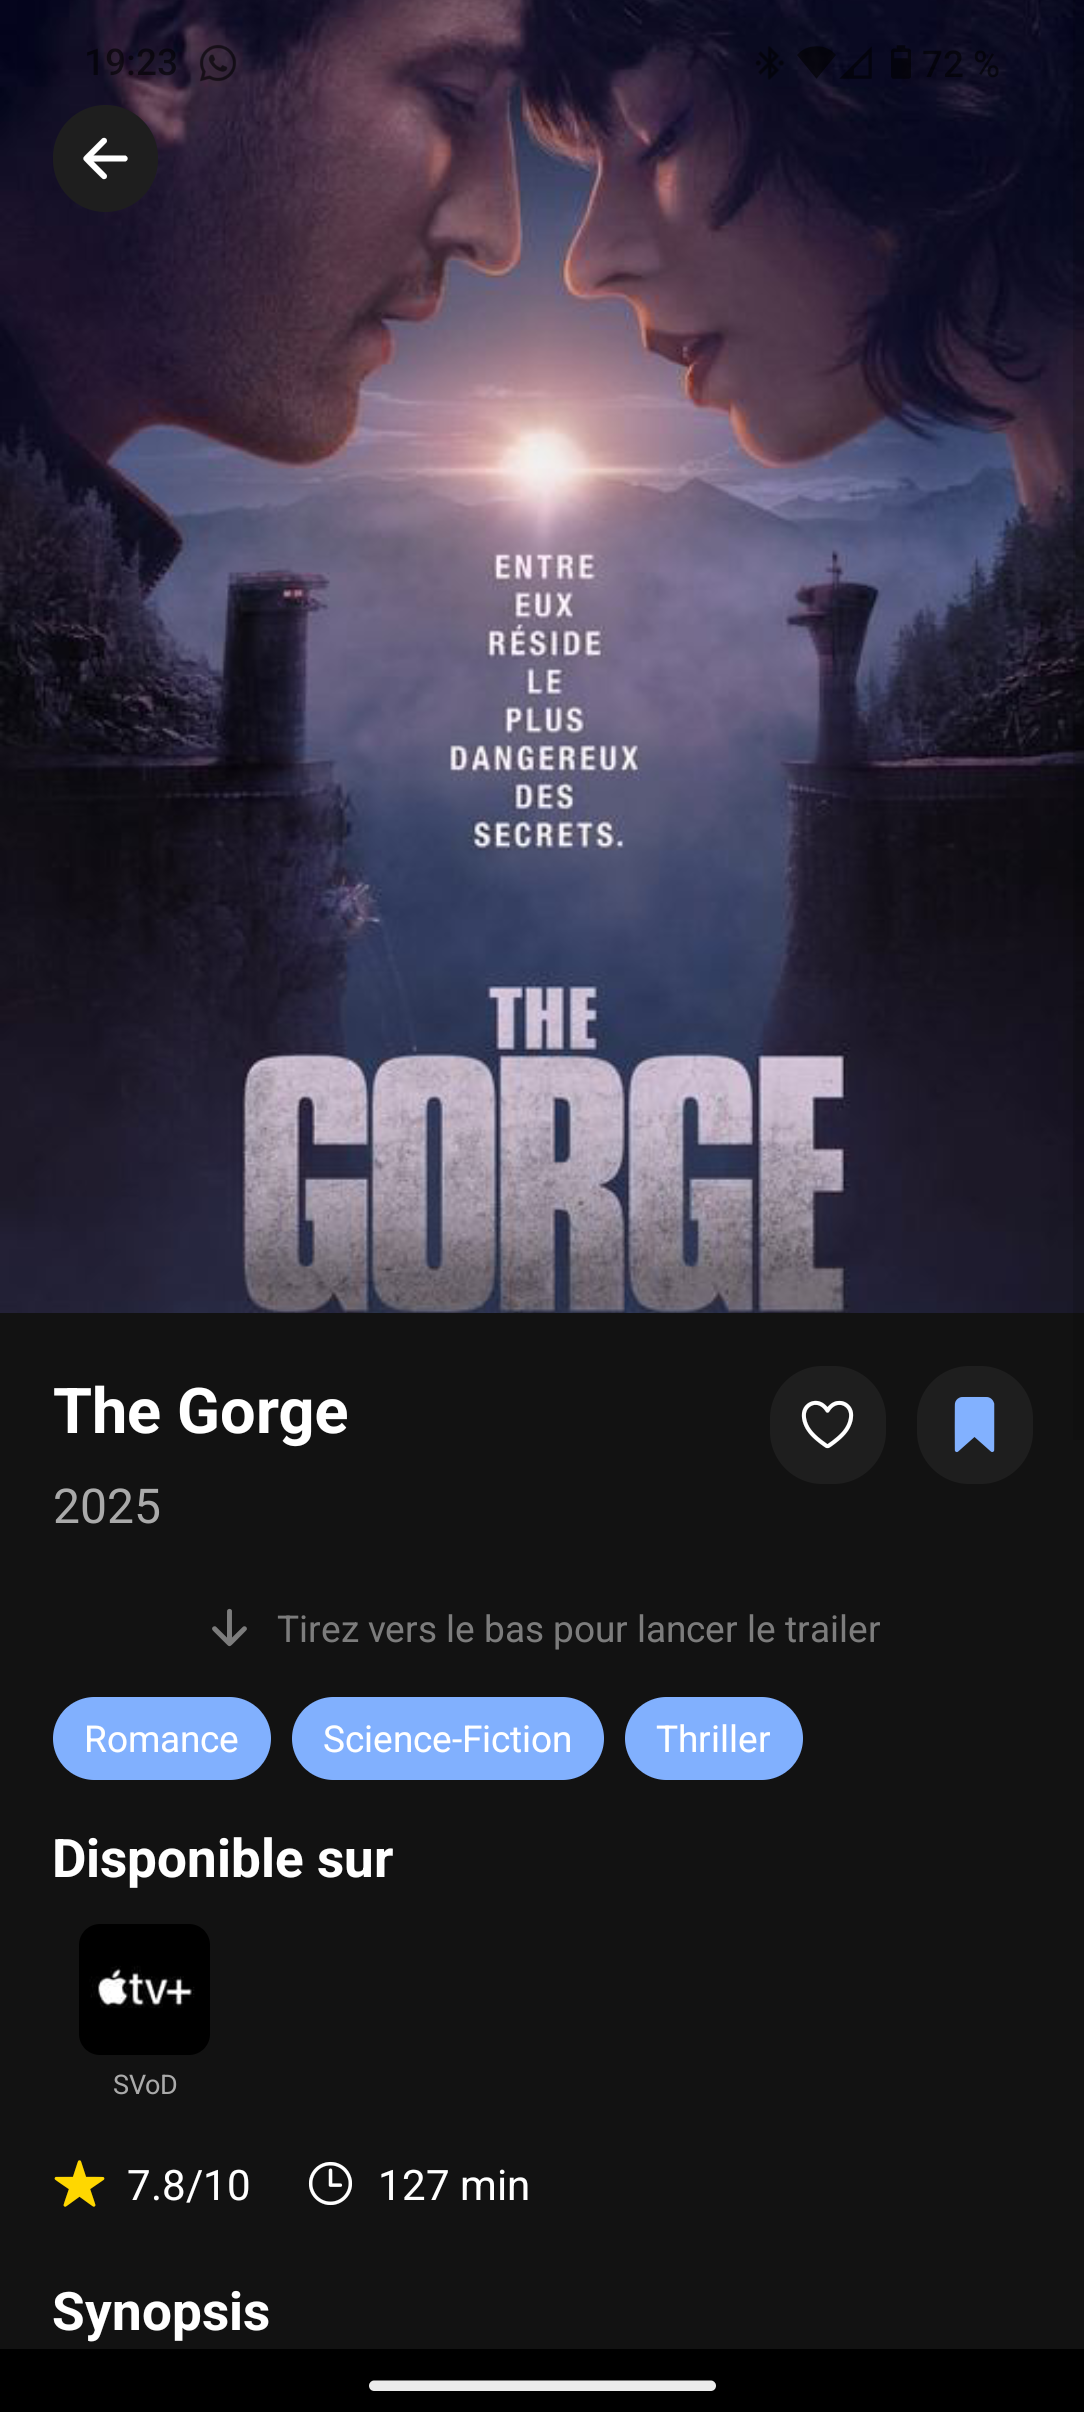 19:23 72 %
ENTRE
EUX
RÉSIDE
LE
PLUS
DANGEREUX
DES
SECRETS.
THE
GORGE
The Gorge
2025
Tirez vers le bas pour lancer le trailer
Romance Science-Fiction Thriller
Disponible sur
tv+
SVoD
7.8/10 127 min
Synopsis